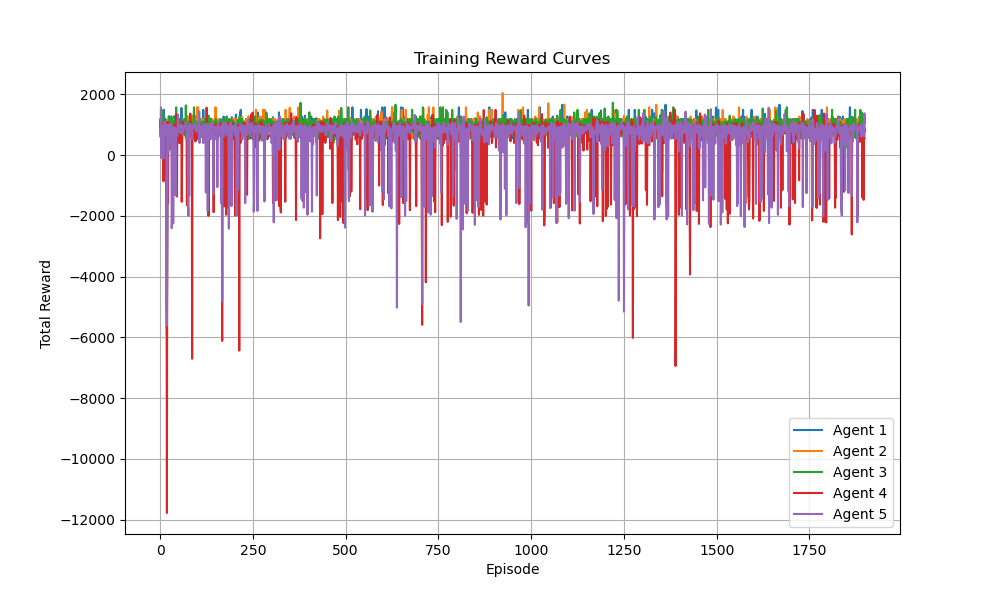 Training Reward Curves
2000
0
−2000
−4000
−6000
−8000
−10000
−12000
Total Reward
0 250 500 750 1000 1250 1500 1750
Episode
Agent 1
Agent 2
Agent 3
Agent 4
Agent 5